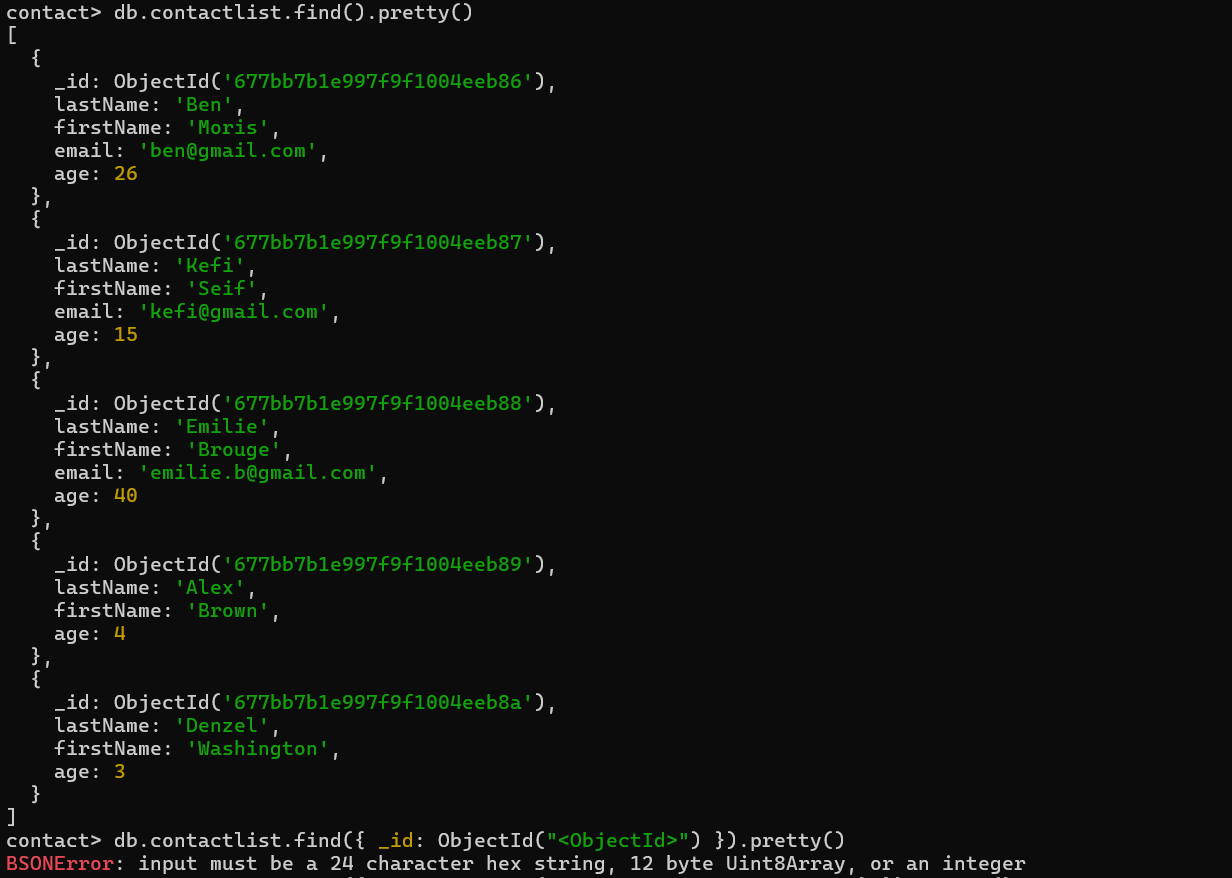 contact> db.contactlist.find().pretty()
[
  {
    _id: ObjectId('677bb7b1e997f9f1004eeb86'),
    lastName: 'Ben',
    firstName: 'Moris',
    email: 'ben@gmail.com',
    age: 26
  },
  {
    _id: ObjectId('677bb7b1e997f9f1004eeb87'),
    lastName: 'Kefi',
    firstName: 'Seif',
    email: 'kefi@gmail.com',
    age: 15
  },
  {
    _id: ObjectId('677bb7b1e997f9f1004eeb88'),
    lastName: 'Emilie',
    firstName: 'Brouge',
    email: 'emilie.b@gmail.com',
    age: 40
  },
  {
    _id: ObjectId('677bb7b1e997f9f1004eeb89'),
    lastName: 'Alex',
    firstName: 'Brown',
    age: 4
  },
  {
    _id: ObjectId('677bb7b1e997f9f1004eeb8a'),
    lastName: 'Denzel',
    firstName: 'Washington',
    age: 3
  }
]
contact> db.contactlist.find({ _id: ObjectId("<ObjectId>") }).pretty()
BSONError: input must be a 24 character hex string, 12 byte Uint8Array, or an integer